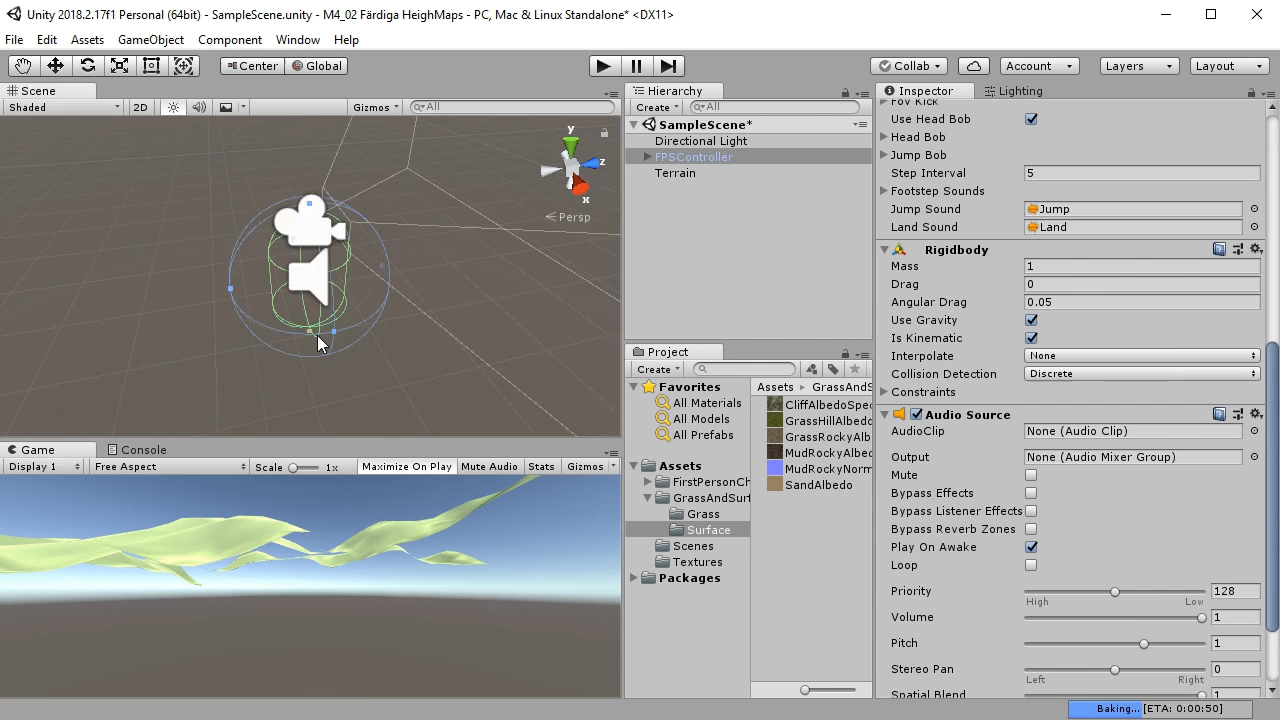 Unity 2018.2.17f1 Personal (64bit) - SampleScene.unity - M4_02 Färdiga HeighMaps - PC, Mac & Linux Standalone* <DX11>
File Edit Assets GameObject Component Window Help
Center Global Collab Account Layers Layout
Scene
Shaded 2D Gizmos All
y
z
x
Persp
Game Console
Display 1 Free Aspect Scale 1x Maximize On Play Mute Audio Stats Gizmos
Hierarchy
Create All
SampleScene*
Directional Light
FPSController
Terrain
Project
Create
Favorites
All Materials
All Models
All Prefabs
Assets
FirstPersonCh
GrassAndSurf
Grass
Surface
Scenes
Textures
Packages
Assets GrassAndS
CliffAlbedoSpec
GrassHillAlbedo
GrassRockyAlb
MudRockyAlbed
MudRockyNorm
SandAlbedo
Inspector Lighting
Fov Kick
Use Head Bob
Head Bob
Jump Bob
Step Interval 5
Footstep Sounds
Jump Sound Jump
Land Sound Land
Rigidbody
Mass 1
Drag 0
Angular Drag 0.05
Use Gravity
Is Kinematic
Interpolate None
Collision Detection Discrete
Constraints
Audio Source
AudioClip None (Audio Clip)
Output None (Audio Mixer Group)
Mute
Bypass Effects
Bypass Listener Effects
Bypass Reverb Zones
Play On Awake
Loop
Priority 128
High Low
Volume 1
Pitch 1
Stereo Pan 0
Left Right
Spatial Blend 1
Baking... [ETA: 0:00:50]